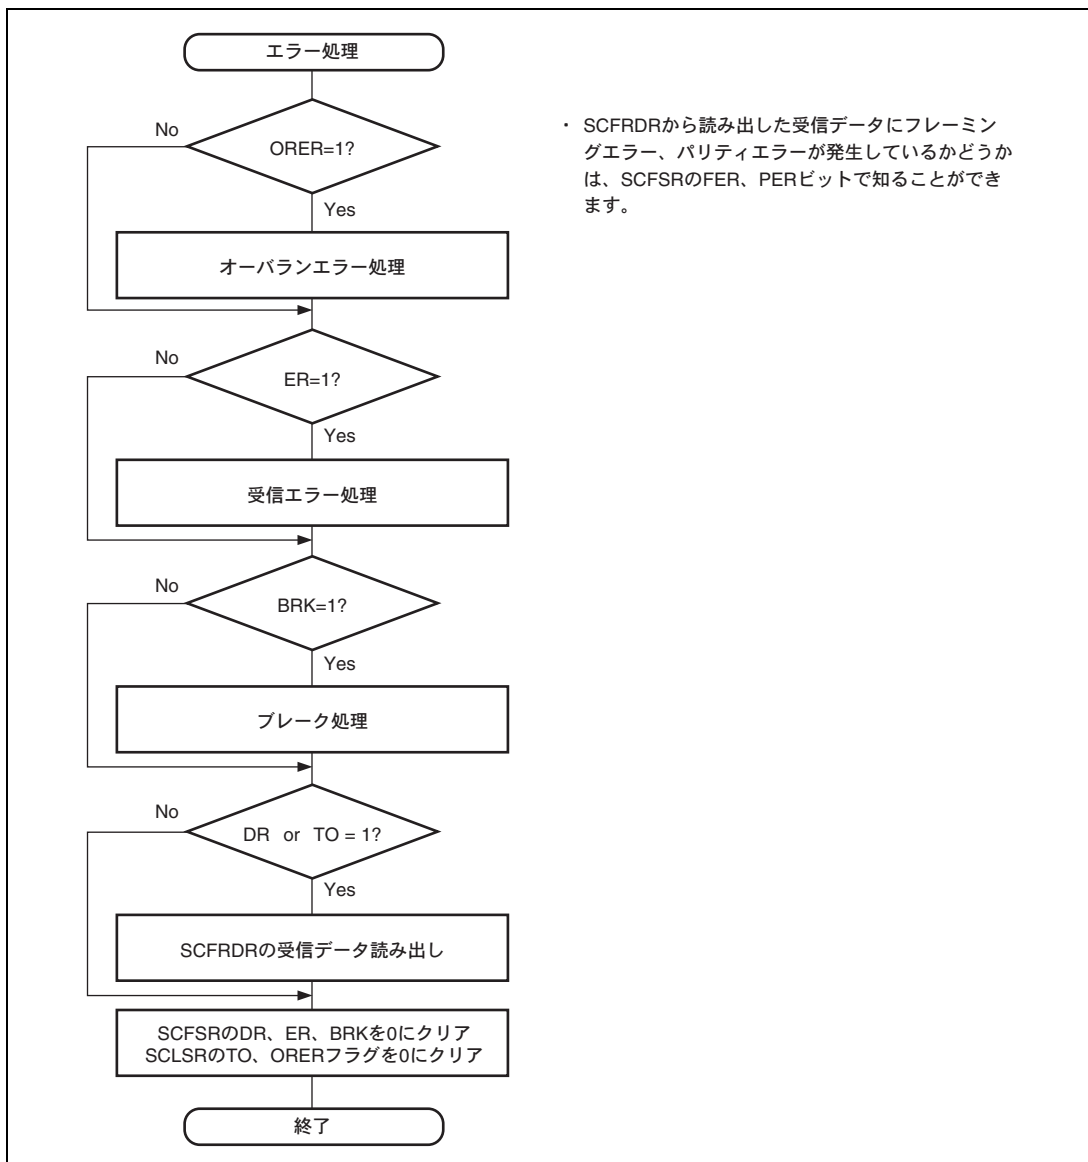 エラー処理
No
ORER=1?
Yes
オーバランエラー処理
No
ER=1?
Yes
受信エラー処理
No
BRK=1?
Yes
ブレーク処理
No
DR or TO = 1?
Yes
SCFRDRの受信データ読み出し
SCFSRのDR、ER、BRKを0にクリア
SCLSRのTO、ORERフラグを0にクリア
終了
・ SCFRDRから読み出した受信データにフレーミン
グエラー、パリティエラーが発生しているかどうか
は、SCFSRのFER、PERビットで知ることができ
ます。